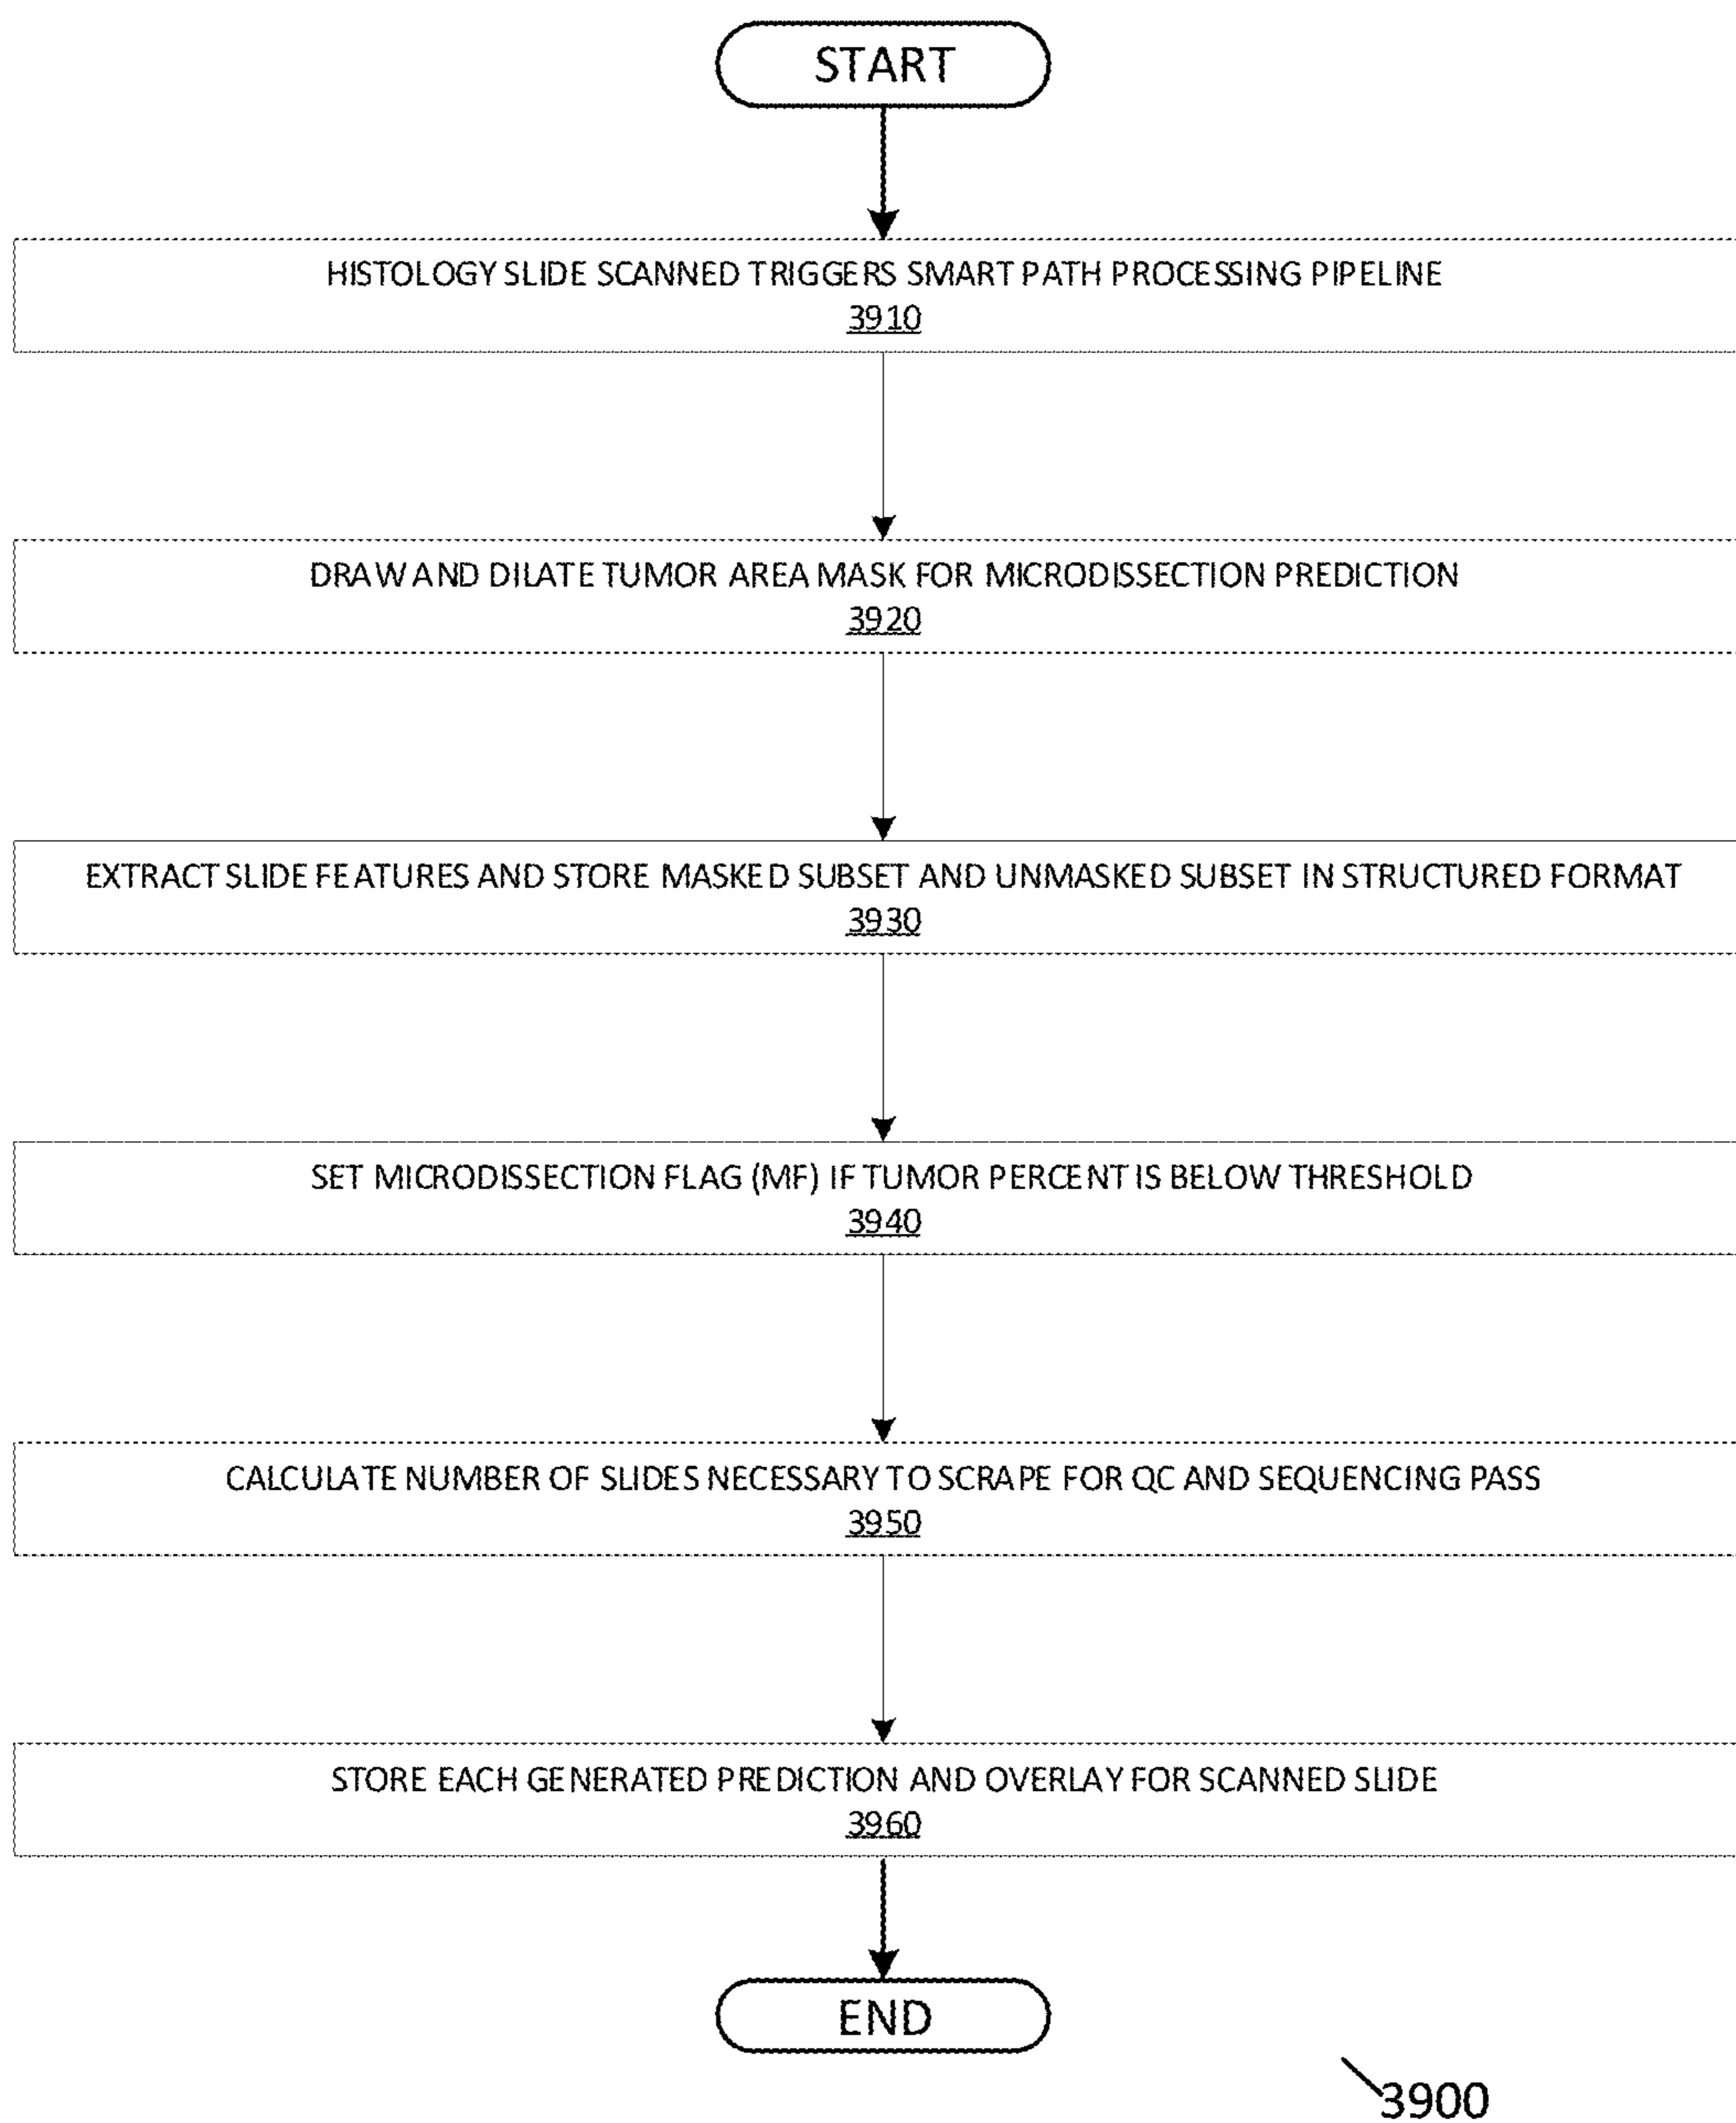 START
HISTOLOGY SLIDE SCANNED TRIGGERS SMART PATH PROCESSING PIPELINE
3910
DRAW AND DILATE TUMOR AREA MASK FOR MICRODISSECTION PREDICTION
3920
EXTRACT SLIDE FEATURES AND STORE MASKED SUBSET AND UNMASKED SUBSET IN STRUCTURED FORMAT
3930
SET MICRODISSECTION FLAG (MF) IF TUMOR PERCENT IS BELOW THRESHOLD
3940
CALCULATE NUMBER OF SLIDES NECESSARY TO SCRAPE FOR QC AND SEQUENCING PASS
3950
STORE EACH GENERATED PREDICTION AND OVERLAY FOR SCANNED SLIDE
3960
END
3900